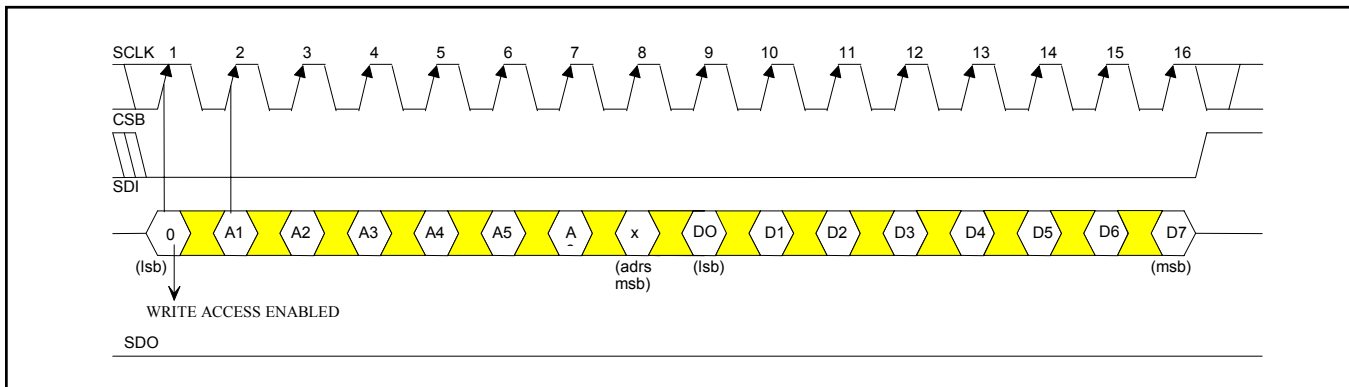 SCLK 1 2 3 4 5 6 7 8 9 10 11 12 13 14 15 16
CSB
SDI
0 A1 A2 A3 A4 A5 A x DO D1 D2 D3 D4 D5 D6 D7
(lsb) (adrs msb) (lsb) (msb)
WRITE ACCESS ENABLED
SDO